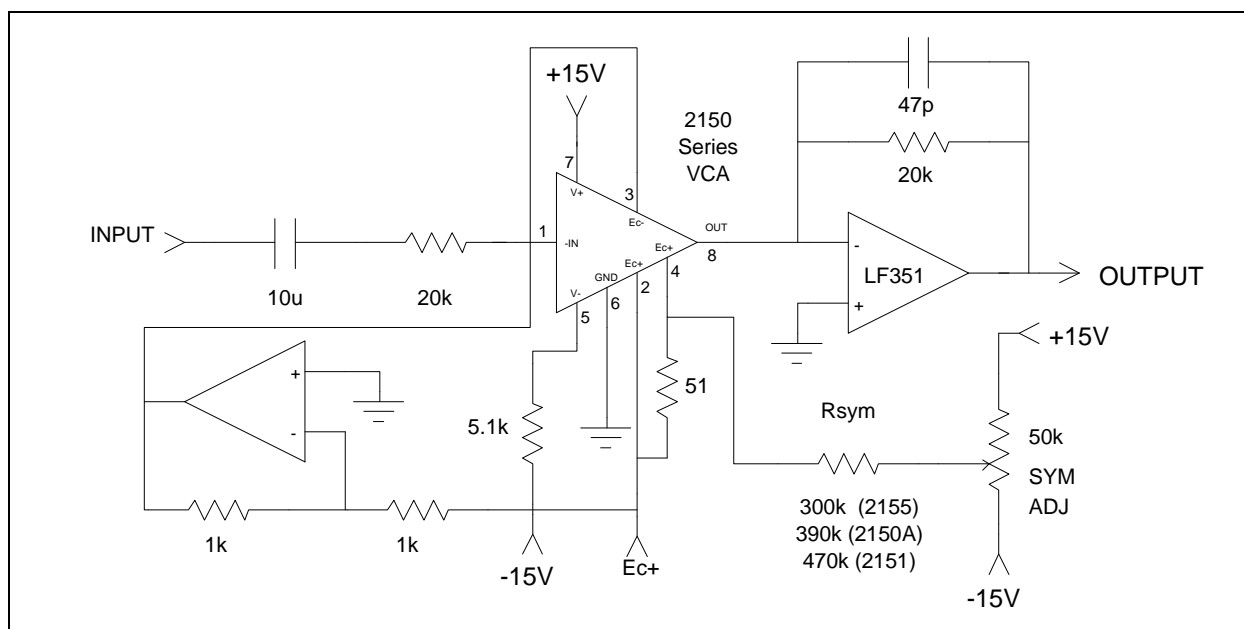 +15V
7
V+
2150
Series
VCA
47p
20k
3
Ec-
INPUT
1
-IN
OUT
8
Ec+
4
Ec+
2
GND
6
V-
5
10u
20k
-
+
LF351
OUTPUT
+15V
+
-
5.1k
51
Rsym
50k
SYM
ADJ
300k (2155)
390k (2150A)
470k (2151)
1k
1k
-15V
Ec+
-15V